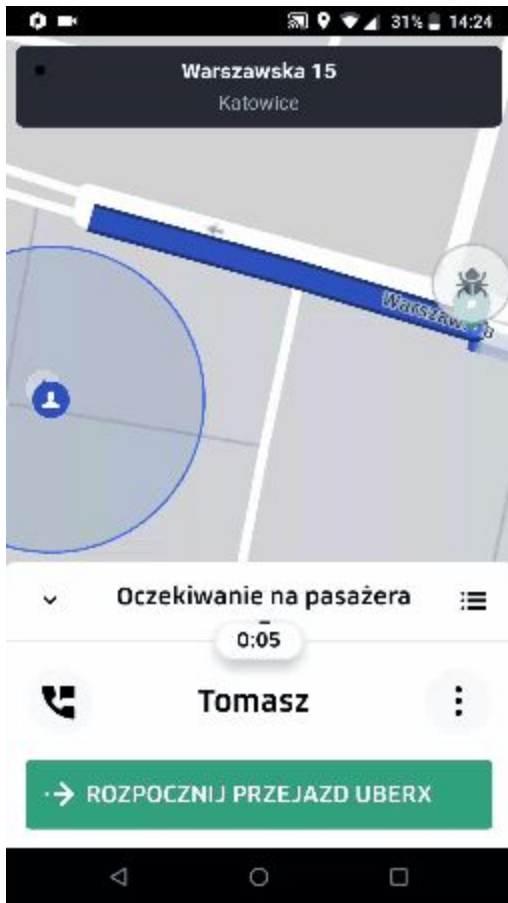 31% 14:24
Warszawska 15
Katowice
Warszawska
Oczekiwanie na pasażera
0:05
Tomasz
ROZPOCZNIJ PRZEJAZD UBERX